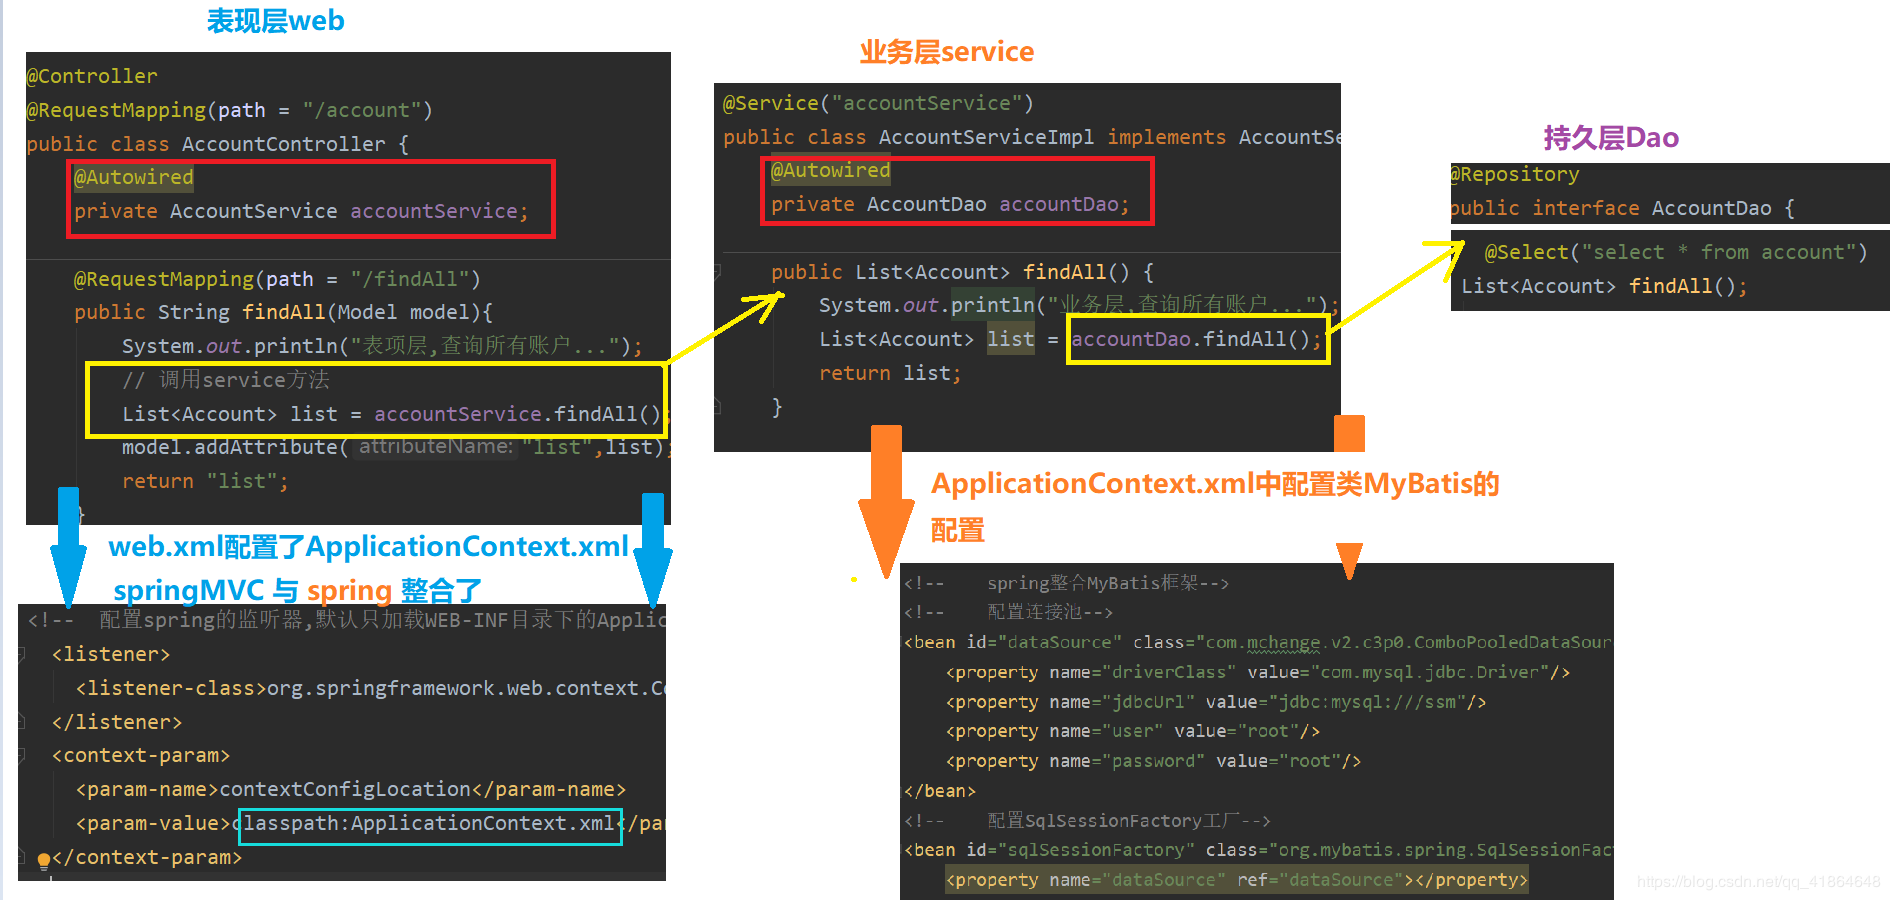 表现层web
@Controller
@RequestMapping(path = "/account")
public class AccountController {
@Autowired
private AccountService accountService;
@RequestMapping(path = "/findAll")
public String findAll(Model model){
System.out.println("表项层,查询所有账户...");
// 调用service方法
List<Account> list = accountService.findAll();
model.addAttribute( attributeName: "list",list);
return "list";
}
业务层service
@Service("accountService")
public class AccountServiceImpl implements AccountSe
@Autowired
private AccountDao accountDao;
public List<Account> findAll() {
System.out.println("业务层,查询所有账户...");
List<Account> list = accountDao.findAll();
return list;
}
持久层Dao
@Repository
public interface AccountDao {
@Select("select * from account")
List<Account> findAll();
web.xml配置了ApplicationContext.xml
springMVC 与 spring 整合了
<!-- 配置spring的监听器,默认只加载WEB-INF目录下的Applic
<listener>
<listener-class>org.springframework.web.context.Co
</listener>
<context-param>
<param-name>contextConfigLocation</param-name>
<param-value>classpath:ApplicationContext.xml</par
</context-param>
ApplicationContext.xml中配置类MyBatis的
配置
<!-- spring整合MyBatis框架-->
<!-- 配置连接池-->
<bean id="dataSource" class="com.mchange.v2.c3p0.ComboPooledDataSour
<property name="driverClass" value="com.mysql.jdbc.Driver"/>
<property name="jdbcUrl" value="jdbc:mysql:///ssm"/>
<property name="user" value="root"/>
<property name="password" value="root"/>
</bean>
<!-- 配置SqlSessionFactory工厂-->
<bean id="sqlSessionFactory" class="org.mybatis.spring.SqlSessionFac
<property name="dataSource" ref="dataSource"></property>
https://blog.csdn.net/qq_41864648